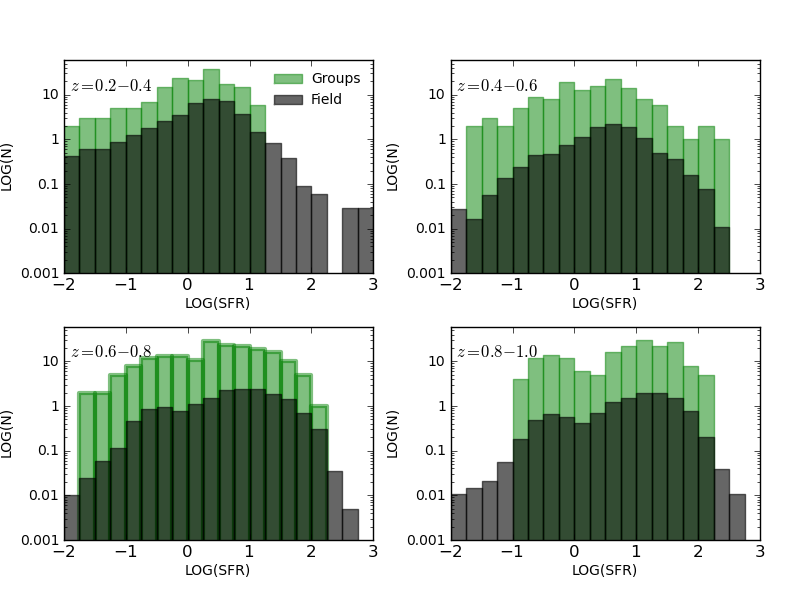 z=0.2−0.4
Groups
Field
10
1
0.1
0.01
0.001
LOG(N)
−2 −1 0 1 2 3
LOG(SFR)
z=0.4−0.6
10
1
0.1
0.01
0.001
LOG(N)
−2 −1 0 1 2 3
LOG(SFR)
z=0.6−0.8
10
1
0.1
0.01
0.001
LOG(N)
−2 −1 0 1 2 3
LOG(SFR)
z=0.8−1.0
10
1
0.1
0.01
0.001
LOG(N)
−2 −1 0 1 2 3
LOG(SFR)